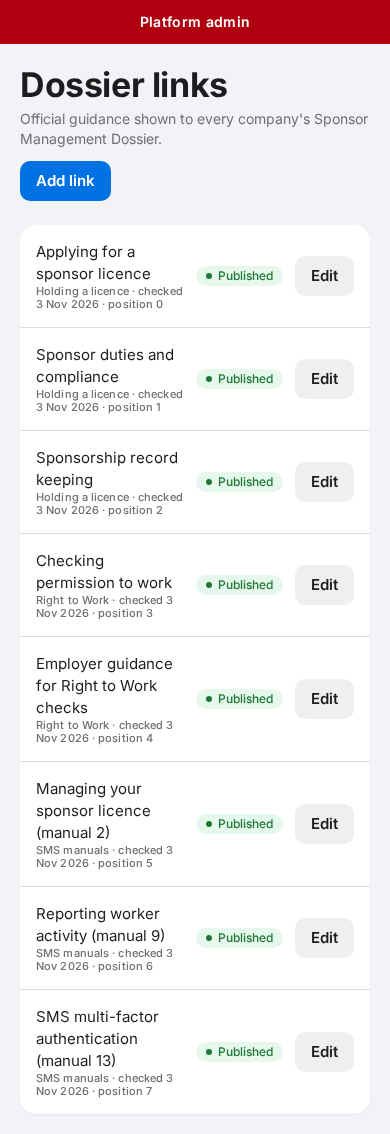 Platform admin
Dossier links
Official guidance shown to every company's Sponsor
Management Dossier.
Add link
Applying for a
sponsor licence
Holding a licence · checked
3 Nov 2026 · position 0
Published
Edit
Sponsor duties and
compliance
Holding a licence · checked
3 Nov 2026 · position 1
Published
Edit
Sponsorship record
keeping
Holding a licence · checked
3 Nov 2026 · position 2
Published
Edit
Checking
permission to work
Right to Work · checked 3
Nov 2026 · position 3
Published
Edit
Employer guidance
for Right to Work
checks
Right to Work · checked 3
Nov 2026 · position 4
Published
Edit
Managing your
sponsor licence
(manual 2)
SMS manuals · checked 3
Nov 2026 · position 5
Published
Edit
Reporting worker
activity (manual 9)
SMS manuals · checked 3
Nov 2026 · position 6
Published
Edit
SMS multi-factor
authentication
(manual 13)
SMS manuals · checked 3
Nov 2026 · position 7
Published
Edit